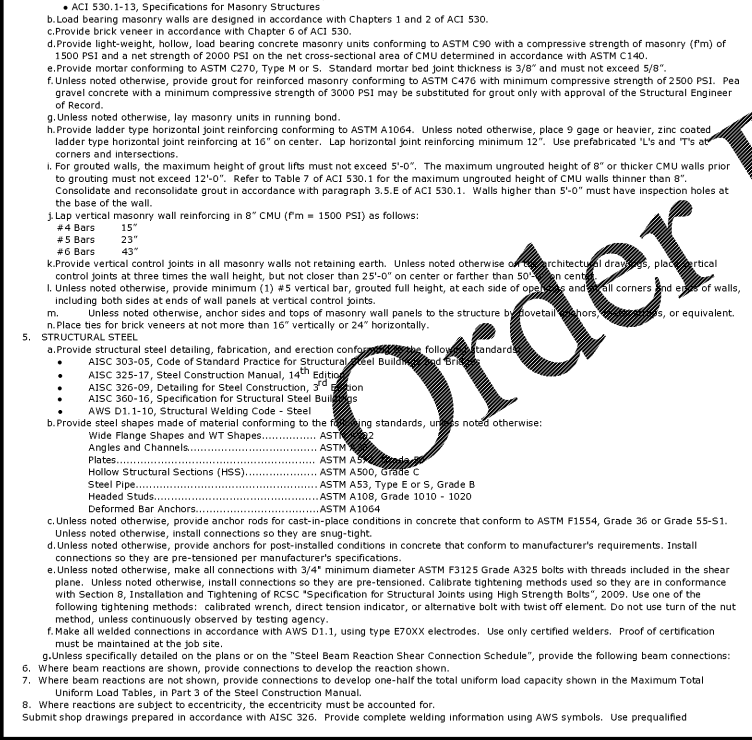 • ACI 530.1-13, Specifications for Masonry Structures
b.Load bearing masonry walls are designed in accordance with Chapters 1 and 2 of ACI 530.
c.Provide brick veneer in accordance with Chapter 6 of ACI 530.
d.Provide light-weight, hollow, load bearing concrete masonry units conforming to ASTM C90 with a compressive strength of masonry (f'm) of
1500 PSI and a net strength of 2000 PSI on the net cross-sectional area of CMU determined in accordance with ASTM C140.
e.Provide mortar conforming to ASTM C270, Type M or S. Standard mortar bed joint thickness is 3/8" and must not exceed 5/8".
f.Unless noted otherwise, provide grout for reinforced masonry conforming to ASTM C476 with minimum compressive strength of 2500 PSI. Pea
gravel concrete with a minimum compressive strength of 3000 PSI may be substituted for grout only with approval of the Structural Engineer
of Record.
g.Unless noted otherwise, lay masonry units in running bond.
h.Provide ladder type horizontal joint reinforcing conforming to ASTM A1064. Unless noted otherwise, place 9 gage or heavier, zinc coated
ladder type horizontal joint reinforcing at 16" on center. Lap horizontal joint reinforcing minimum 12". Use prefabricated 'L's and 'T's at
corners and intersections.
i. For grouted walls, the maximum height of grout lifts must not exceed 5'-0". The maximum ungrouted height of 8" or thicker CMU walls prior
to grouting must not exceed 12'-0". Refer to Table 7 of ACI 530.1 for the maximum ungrouted height of CMU walls thinner than 8".
Consolidate and reconsolidate grout in accordance with paragraph 3.5.E of ACI 530.1. Walls higher than 5'-0" must have inspection holes at
the base of the wall.
j.Lap vertical masonry wall reinforcing in 8" CMU (f'm = 1500 PSI) as follows:
#4 Bars 15"
#5 Bars 23"
#6 Bars 43"
k.Provide vertical control joints in all masonry walls not retaining earth. Unless noted otherwise on the architectural drawings, place vertical
control joints at three times the wall height, but not closer than 25'-0" on center or farther than 50'- on center.
l. Unless noted otherwise, provide minimum (1) #5 vertical bar, grouted full height, at each side of openings and at all corners and ends of walls,
including both sides at ends of wall panels at vertical control joints.
m. Unless noted otherwise, anchor sides and tops of masonry wall panels to the structure by dovetail anchors, or equivalent.
n.Place ties for brick veneers at not more than 16" vertically or 24" horizontally.
5. STRUCTURAL STEEL
a.Provide structural steel detailing, fabrication, and erection conforming to the following standards:
• AISC 303-05, Code of Standard Practice for Structural Steel Buildings and Bridges
• AISC 325-17, Steel Construction Manual, 14th Edition
• AISC 326-09, Detailing for Steel Construction, 3rd Edition
• AISC 360-16, Specification for Structural Steel Buildings
• AWS D1.1-10, Structural Welding Code - Steel
b.Provide steel shapes made of material conforming to the following standards, unless noted otherwise:
Wide Flange Shapes and WT Shapes................ ASTM
Angles and Channels..................................... ASTM
Plates......................................................... ASTM
Hollow Structural Sections (HSS)..................... ASTM A500, Grade C
Steel Pipe.................................................... ASTM A53, Type E or S, Grade B
Headed Studs...............................................ASTM A108, Grade 1010 - 1020
Deformed Bar Anchors...................................ASTM A1064
c.Unless noted otherwise, provide anchor rods for cast-in-place conditions in concrete that conform to ASTM F1554, Grade 36 or Grade 55-S1.
Unless noted otherwise, install connections so they are snug-tight.
d.Unless noted otherwise, provide anchors for post-installed conditions in concrete that conform to manufacturer's requirements. Install
connections so they are pre-tensioned per manufacturer's specifications.
e.Unless noted otherwise, make all connections with 3/4" minimum diameter ASTM F3125 Grade A325 bolts with threads included in the shear
plane. Unless noted otherwise, install connections so they are pre-tensioned. Calibrate tightening methods used so they are in conformance
with Section 8, Installation and Tightening of RCSC "Specification for Structural Joints using High Strength Bolts", 2009. Use one of the
following tightening methods: calibrated wrench, direct tension indicator, or alternative bolt with twist off element. Do not use turn of the nut
method, unless continuously observed by testing agency.
f.Make all welded connections in accordance with AWS D1.1, using type E70XX electrodes. Use only certified welders. Proof of certification
must be maintained at the job site.
g.Unless specifically detailed on the plans or on the "Steel Beam Reaction Shear Connection Schedule", provide the following beam connections:
6. Where beam reactions are shown, provide connections to develop the reaction shown.
7. Where beam reactions are not shown, provide connections to develop one-half the total uniform load capacity shown in the Maximum Total
Uniform Load Tables, in Part 3 of the Steel Construction Manual.
8. Where reactions are subject to eccentricity, the eccentricity must be accounted for.
Submit shop drawings prepared in accordance with AISC 326. Provide complete welding information using AWS symbols. Use prequalified
Order